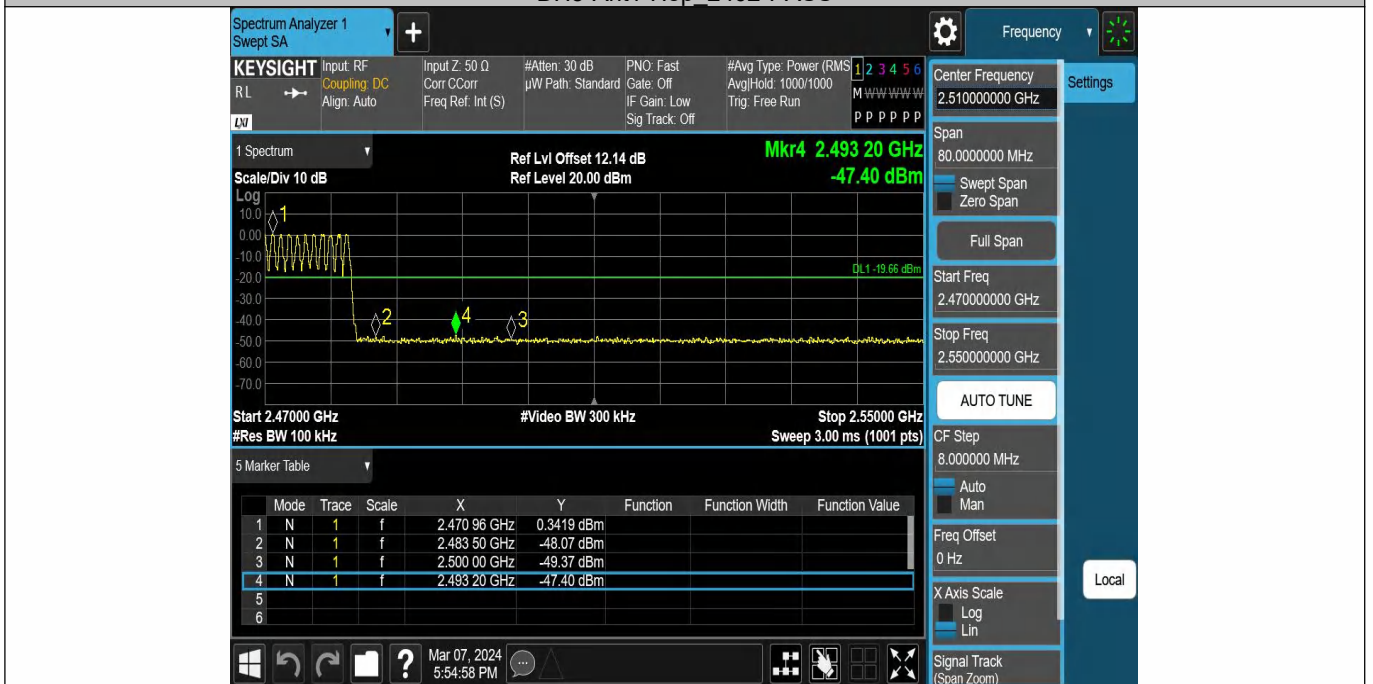 Spectrum Analyzer 1
Swept SA
+
Frequency
KEYSIGHT
RL
LXI
Input: RF
Coupling: DC
Align: Auto
Input Z: 50 Ω
Corr CCorr
Freq Ref: Int (S)
#Atten: 30 dB
µW Path: Standard
PNO: Fast
Gate: Off
IF Gain: Low
Sig Track: Off
#Avg Type: Power (RMS
Avg|Hold: 1000/1000
Trig: Free Run
1 2 3 4 5 6
M W W W W W
P P P P P P
1 Spectrum
Scale/Div 10 dB
Ref Lvl Offset 12.14 dB
Ref Level 20.00 dBm
Mkr4 2.493 20 GHz
-47.40 dBm
Log
10.0
0.00
-10.0
-20.0
-30.0
-40.0
-50.0
-60.0
-70.0
1
2
4
3
DL1 -19.66 dBm
Start 2.47000 GHz
#Video BW 300 kHz
Stop 2.55000 GHz
#Res BW 100 kHz
Sweep 3.00 ms (1001 pts)
5 Marker Table
Mode Trace Scale X Y Function Function Width Function Value
1 N 1 f 2.470 96 GHz 0.3419 dBm
2 N 1 f 2.483 50 GHz -48.07 dBm
3 N 1 f 2.500 00 GHz -49.37 dBm
4 N 1 f 2.493 20 GHz -47.40 dBm
5
6
?
Mar 07, 2024
5:54:58 PM
Center Frequency
2.510000000 GHz
Settings
Span
80.0000000 MHz
Swept Span
Zero Span
Full Span
Start Freq
2.470000000 GHz
Stop Freq
2.550000000 GHz
AUTO TUNE
CF Step
8.000000 MHz
Auto
Man
Freq Offset
0 Hz
Local
X Axis Scale
Log
Lin
Signal Track
(Span Zoom)